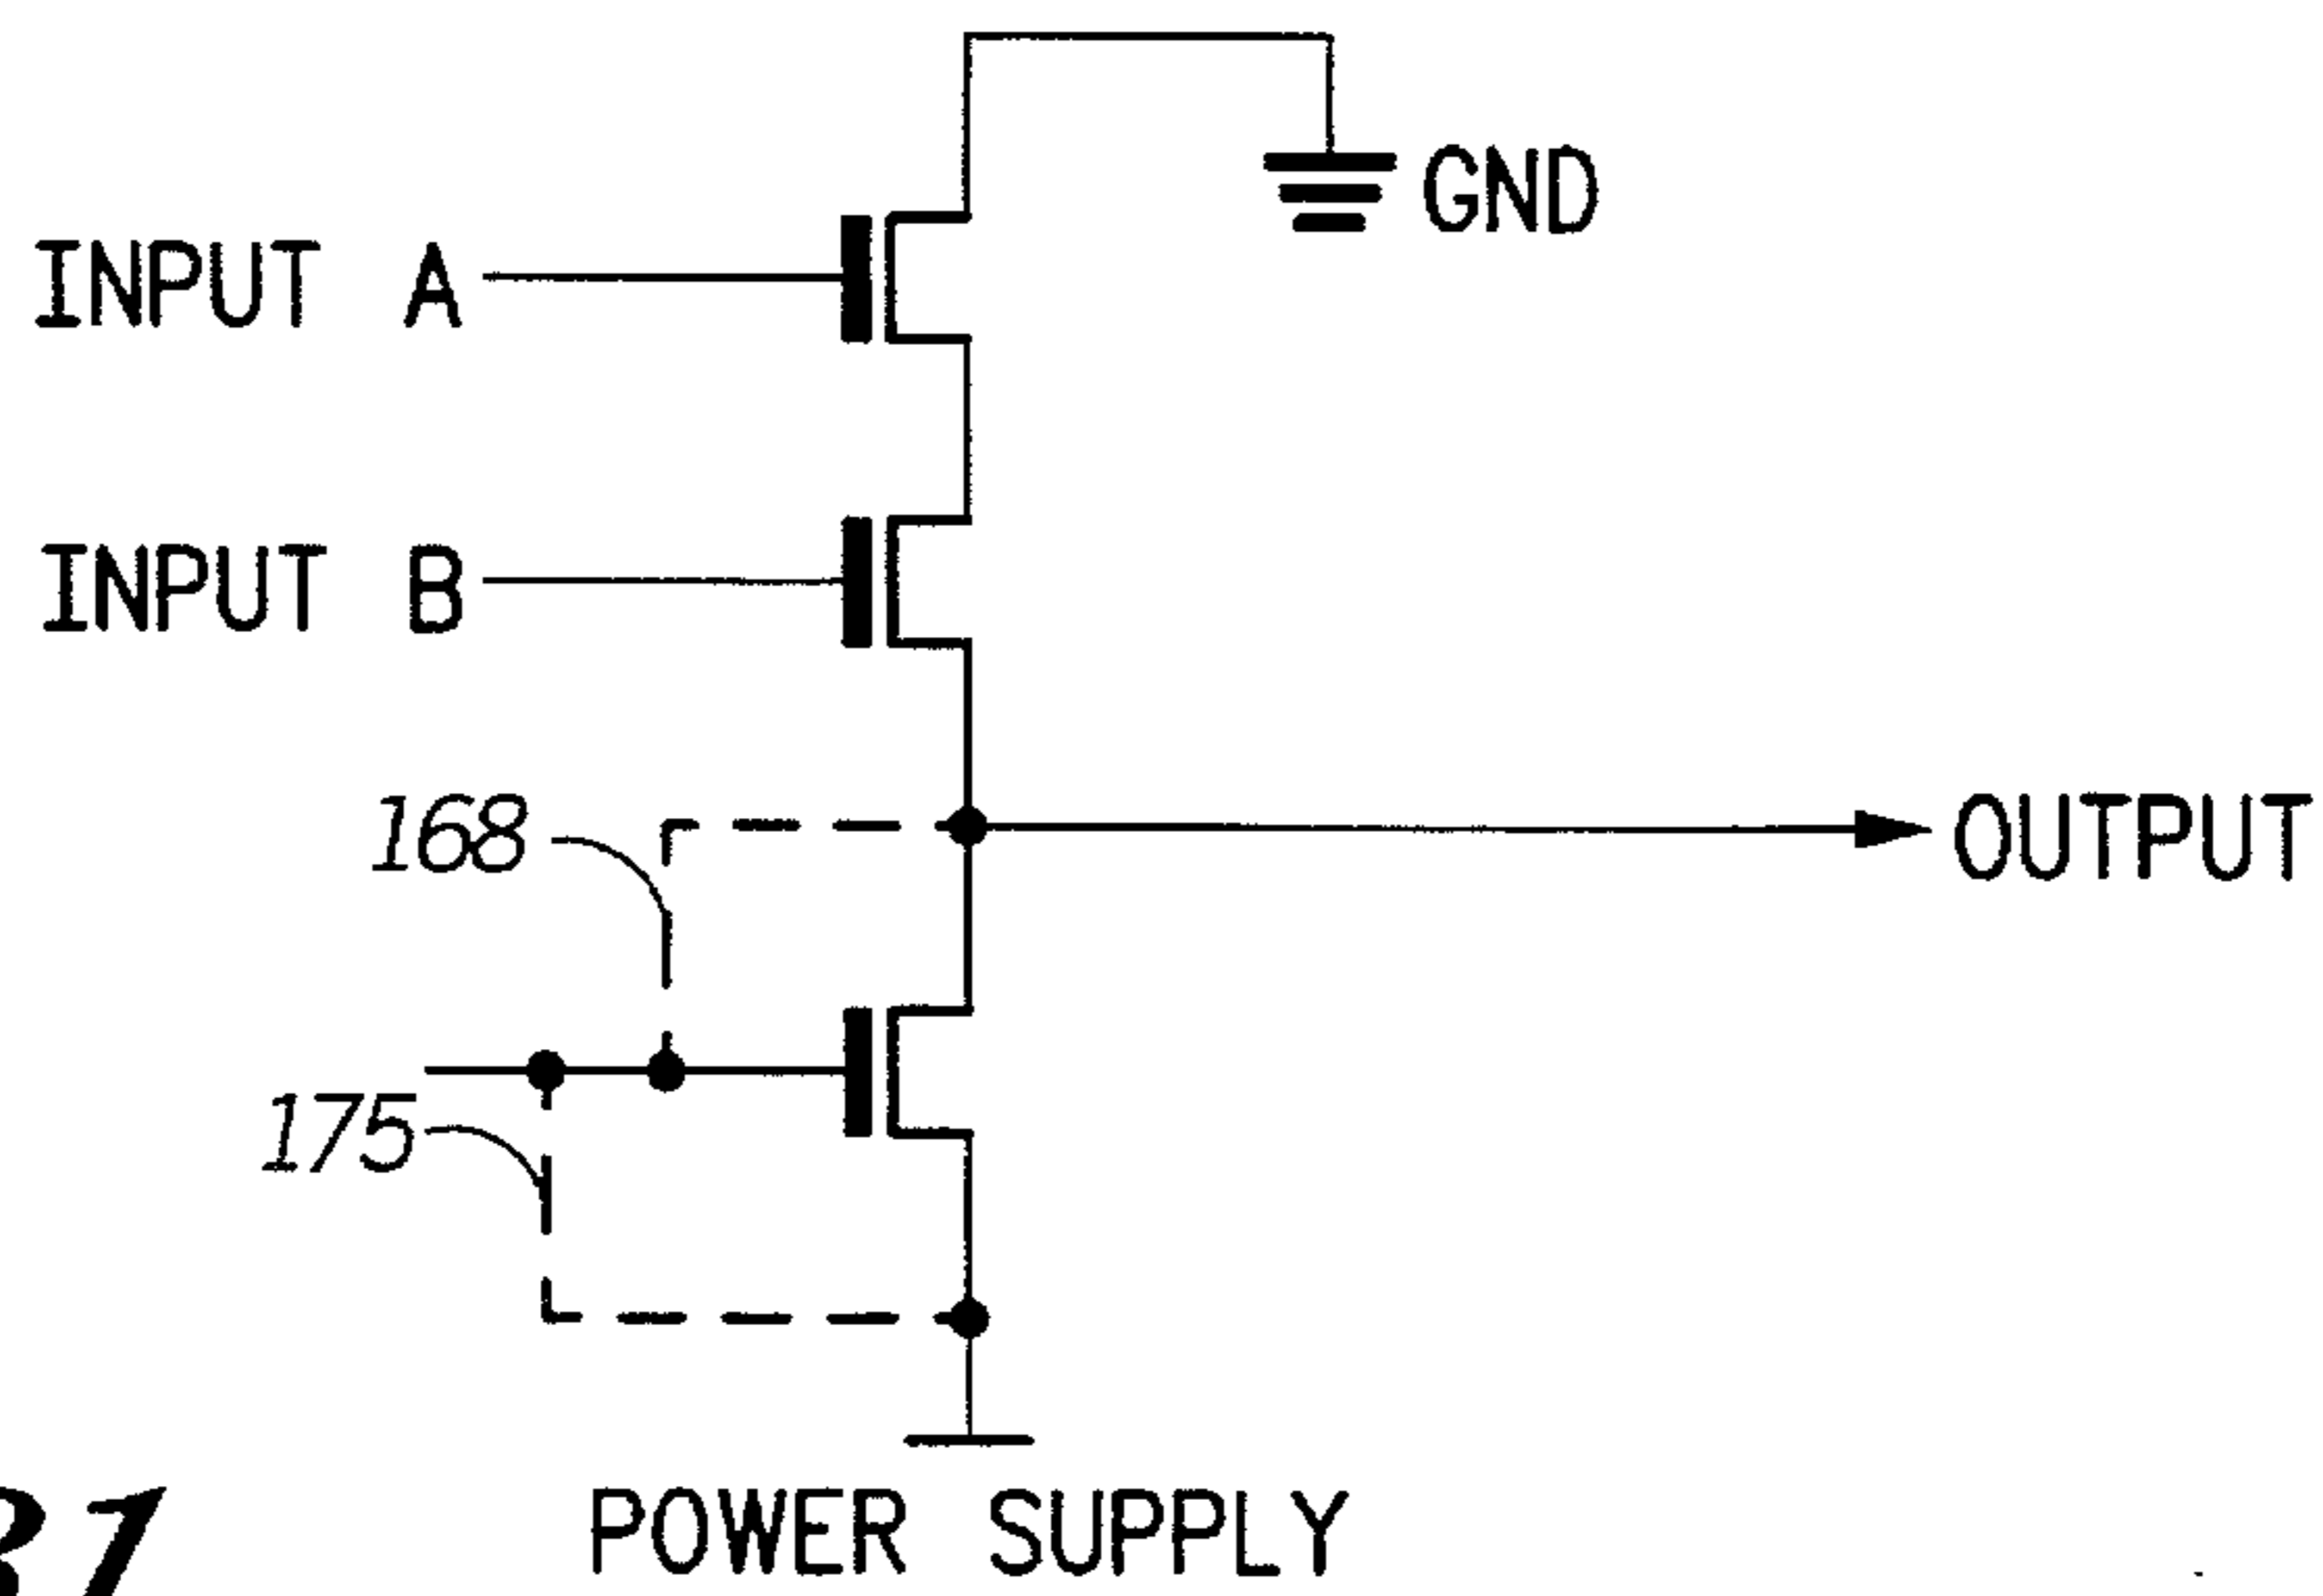 GND
INPUT A
INPUT B
168
OUTPUT
175
POWER SUPPLY